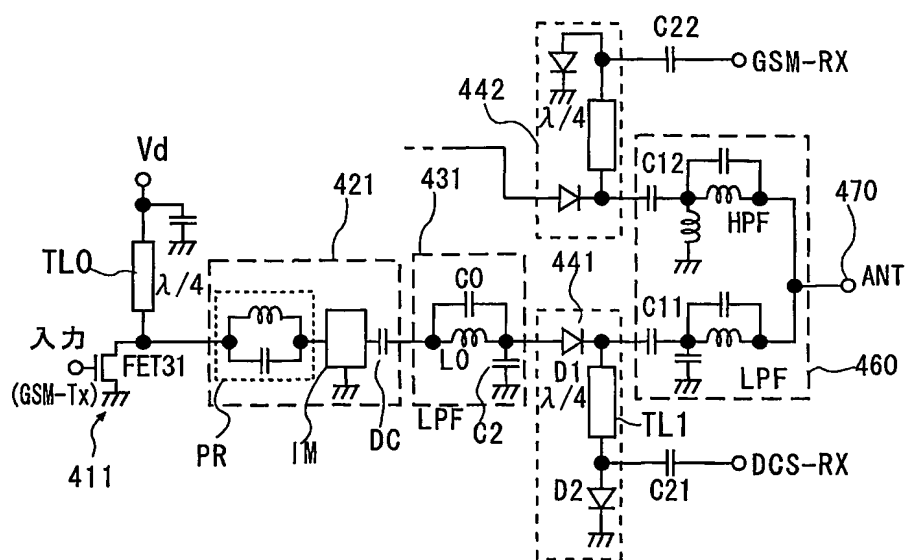 C22
GSM-RX
442
λ/4
Vd
431
C12
421
HPF
470
TL0
λ/4
C0
441
ANT
C11
入力
(GSM-Tx)
FET31
L0
D1
LPF
460
411
PR
IM
DC
LPF
C2
λ/4
TL1
D2
C21
DCS-RX